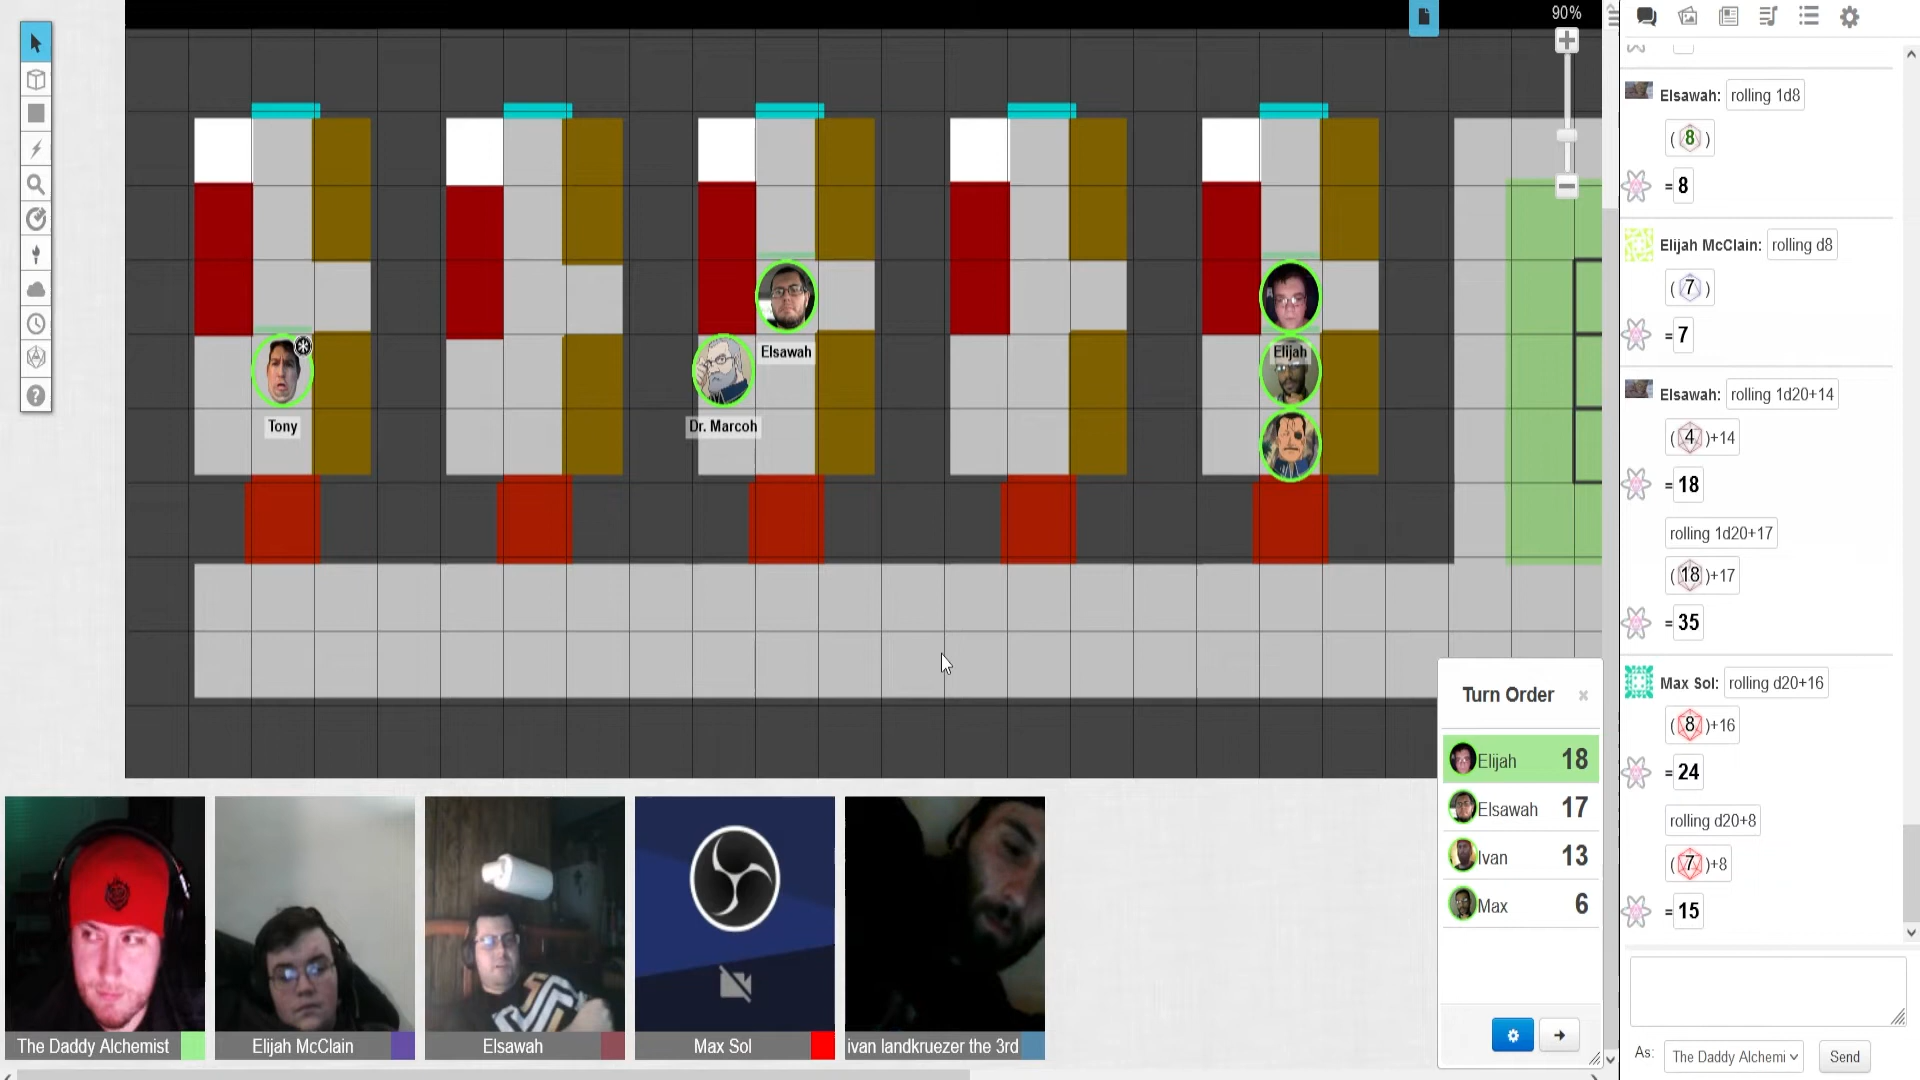 90%
Elsawah: rolling 1d8
( 8 )
= 8
Elijah McClain: rolling d8
( 7 )
= 7
Elsawah: rolling 1d20+14
( 4 )+14
= 18
rolling 1d20+17
( 18 )+17
= 35
Max Sol: rolling d20+16
( 8 )+16
= 24
rolling d20+8
( 7 )+8
= 15
As: The Daddy Alchemi
Send
Elsawah
Elijah
Tony
Dr. Marcoh
Turn Order ×
Elijah 18
Elsawah 17
Ivan 13
Max 6
The Daddy Alchemist
Elijah McClain
Elsawah
Max Sol
ivan landkruezer the 3rd